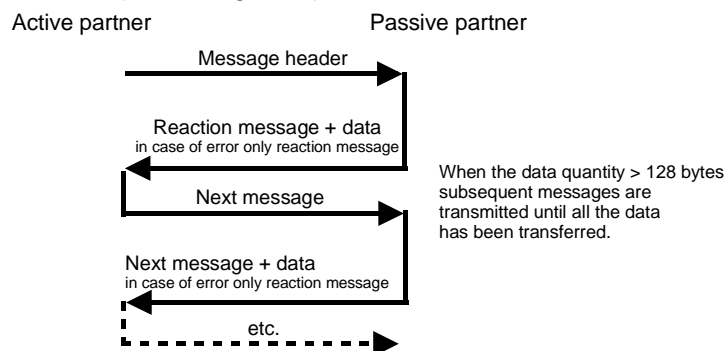 Active partner Passive partner
Message header
Reaction message + data
in case of error only reaction message
When the data quantity > 128 bytes
subsequent messages are
transmitted until all the data
has been transferred.
Next message
Next message + data
in case of error only reaction message
etc.